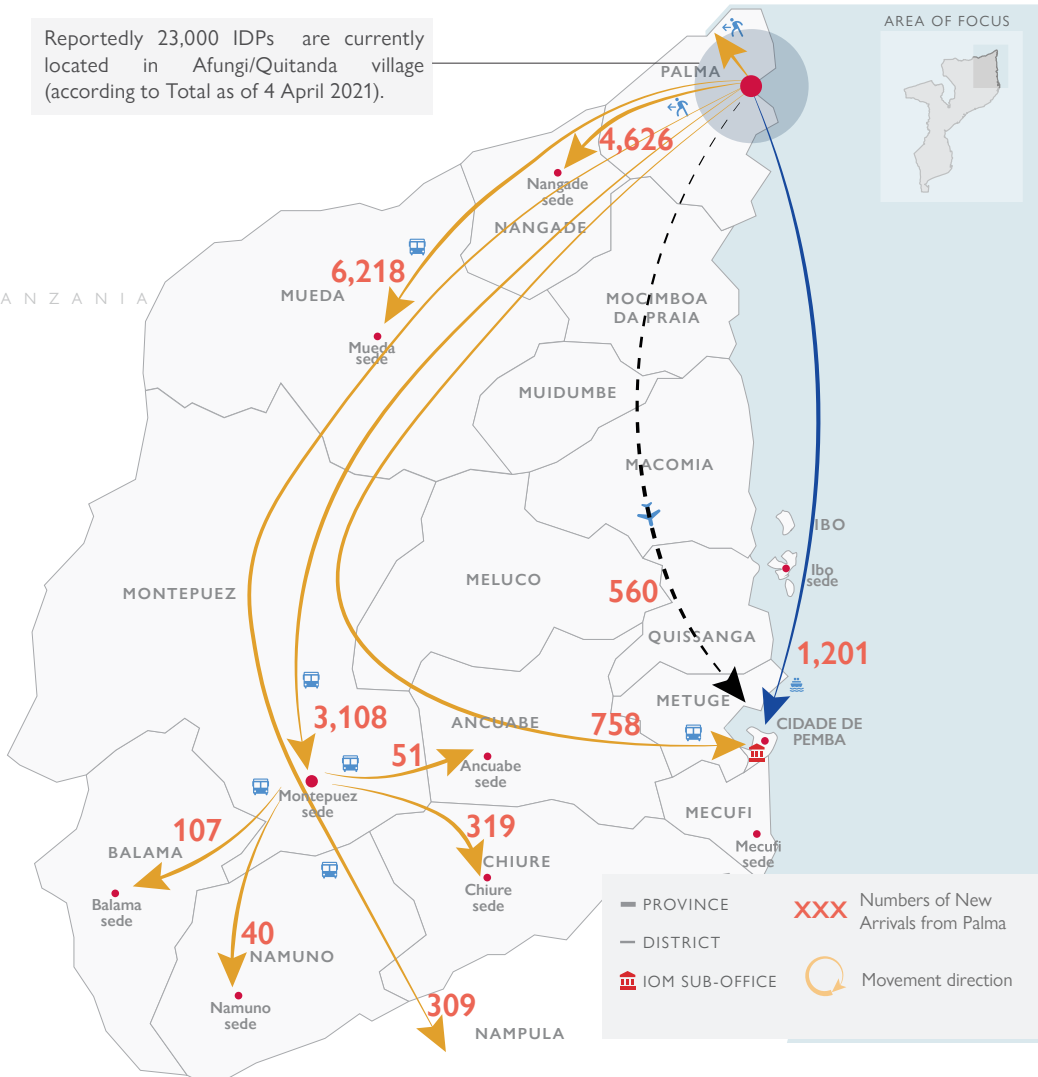 Reportedly 23,000 IDPs are currently
located in Afungi/Quitanda village
(according to Total as of 4 April 2021).
AREA OF FOCUS
PALMA
4,626
Nangade
sede
NANGADE
6,218
MUEDA
ANZANIA
MOCIMBOA
DA PRAIA
Mueda
sede
MUIDUMBE
MACOMIA
IBO
Ibo
sede
MONTEPUEZ
MELUCO
560
QUISSANGA
1,201
METUGE
3,108
ANCUABE
758
CIDADE DE
PEMBA
51
Ancuabe
sede
Montepuez
sede
MECUFI
107
319
Mecufi
sede
BALAMA
CHIURE
Balama
sede
Chiure
sede
40
NAMUNO
Namuno
sede
309
NAMPULA
PROVINCE
DISTRICT
IOM SUB-OFFICE
XXX
Numbers of New
Arrivals from Palma
Movement direction